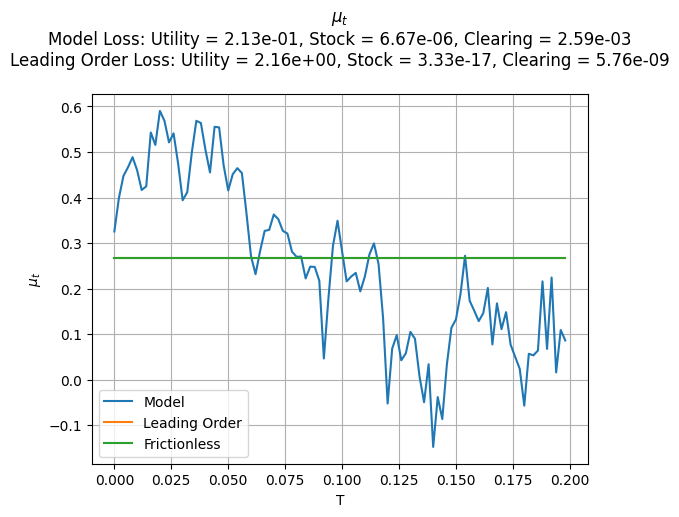 μt
Model Loss: Utility = 2.13e-01, Stock = 6.67e-06, Clearing = 2.59e-03
Leading Order Loss: Utility = 2.16e+00, Stock = 3.33e-17, Clearing = 5.76e-09
0.6
0.5
0.4
0.3
0.2
0.1
0.0
−0.1
μt
Model
Leading Order
Frictionless
0.000
0.025
0.050
0.075
0.100
0.125
0.150
0.175
0.200
T